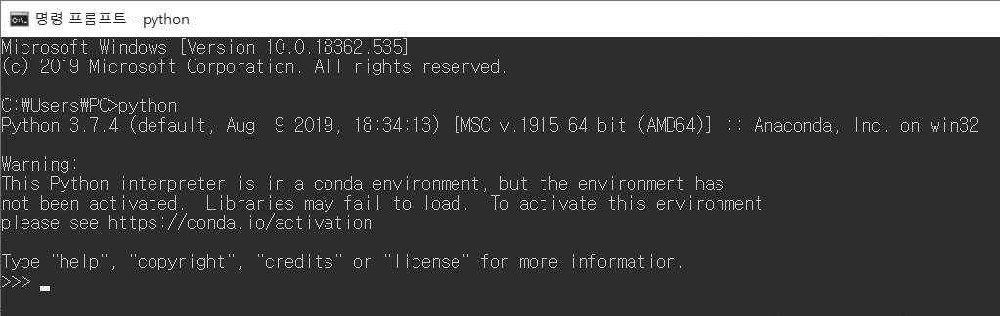 명령 프롬프트 - python
Microsoft Windows [Version 10.0.18362.535]
(c) 2019 Microsoft Corporation. All rights reserved.
C:₩Users₩PC>python
Python 3.7.4 (default, Aug  9 2019, 18:34:13) [MSC v.1915 64 bit (AMD64)] :: Anaconda, Inc. on win32
Warning:
This Python interpreter is in a conda environment, but the environment has
not been activated.  Libraries may fail to load.  To activate this environment
please see https://conda.io/activation
Type "help", "copyright", "credits" or "license" for more information.
>>>